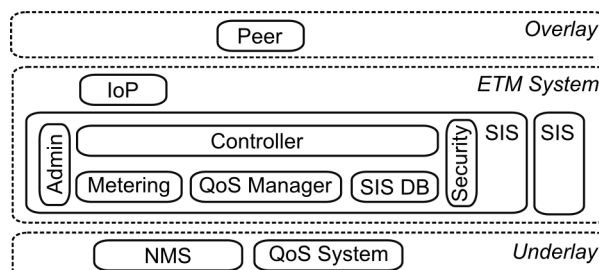 Peer
Overlay
IoP
ETM System
Admin
Controller
Security
SIS
SIS
Metering
QoS Manager
SIS DB
NMS
QoS System
Underlay